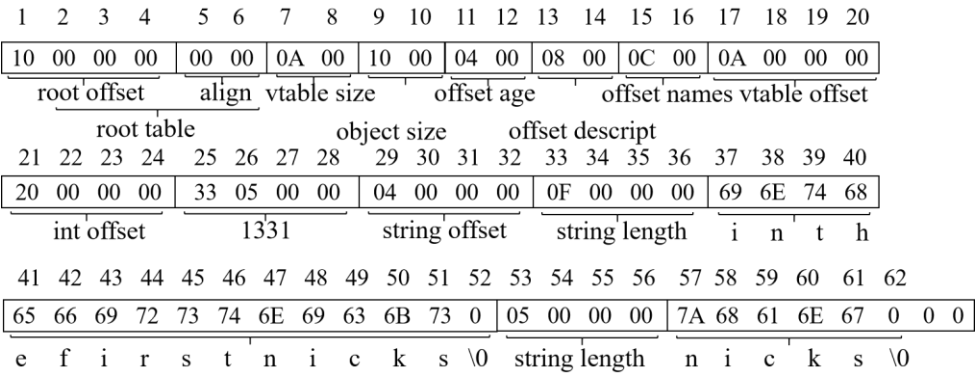 1 2 3 4 5 6 7 8 9 10 11 12 13 14 15 16 17 18 19 20
10 00 00 00 00 00 0A 00 10 00 04 00 08 00 0C 00 0A 00 00 00
root offset align vtable size offset age offset names vtable offset
root table object size offset descript
21 22 23 24 25 26 27 28 29 30 31 32 33 34 35 36 37 38 39 40
20 00 00 00 33 05 00 00 04 00 00 00 0F 00 00 00 69 6E 74 68
int offset 1331 string offset string length i n t h
41 42 43 44 45 46 47 48 49 50 51 52 53 54 55 56 57 58 59 60 61 62
65 66 69 72 73 74 6E 69 63 6B 73 0 05 00 00 00 7A 68 61 6E 67 0 0 0
e f i r s t n i c k s \0 string length n i c k s \0